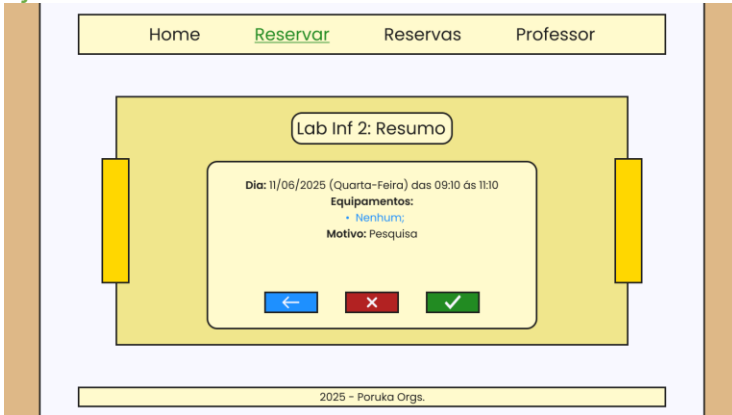 Home Reservar Reservas Professor
Lab Inf 2: Resumo
Dia: 11/06/2025 (Quarta-Feira) das 09:10 ás 11:10
Equipamentos:
• Nenhum;
Motivo: Pesquisa
2025 - Poruka Orgs.